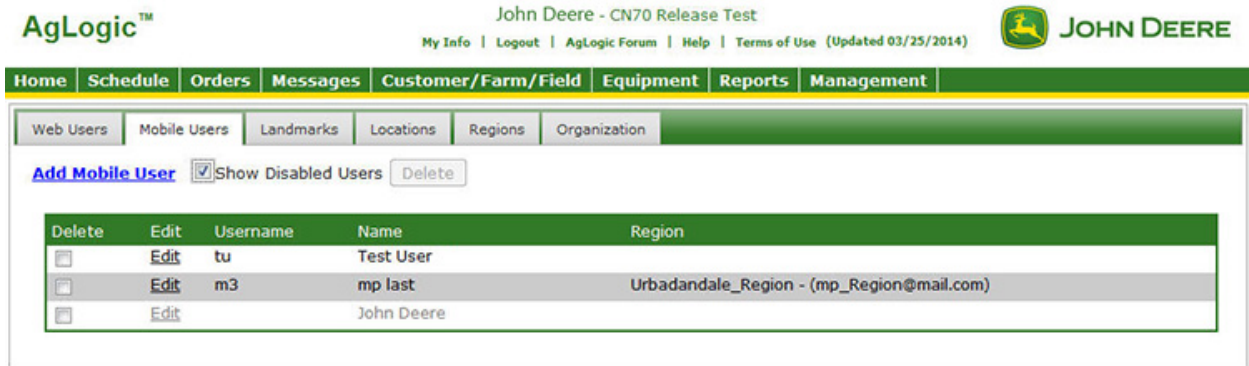 AgLogic™
John Deere - CN70 Release Test
My Info | Logout | AgLogic Forum | Help | Terms of Use (Updated 03/25/2014)
JOHN DEERE
Home Schedule Orders Messages Customer/Farm/Field Equipment Reports Management
Web Users Mobile Users Landmarks Locations Regions Organization
Add Mobile User Show Disabled Users Delete
Delete Edit Username Name Region
Edit tu Test User
Edit m3 mp last Urbadandale_Region - (mp_Region@mail.com)
Edit John Deere